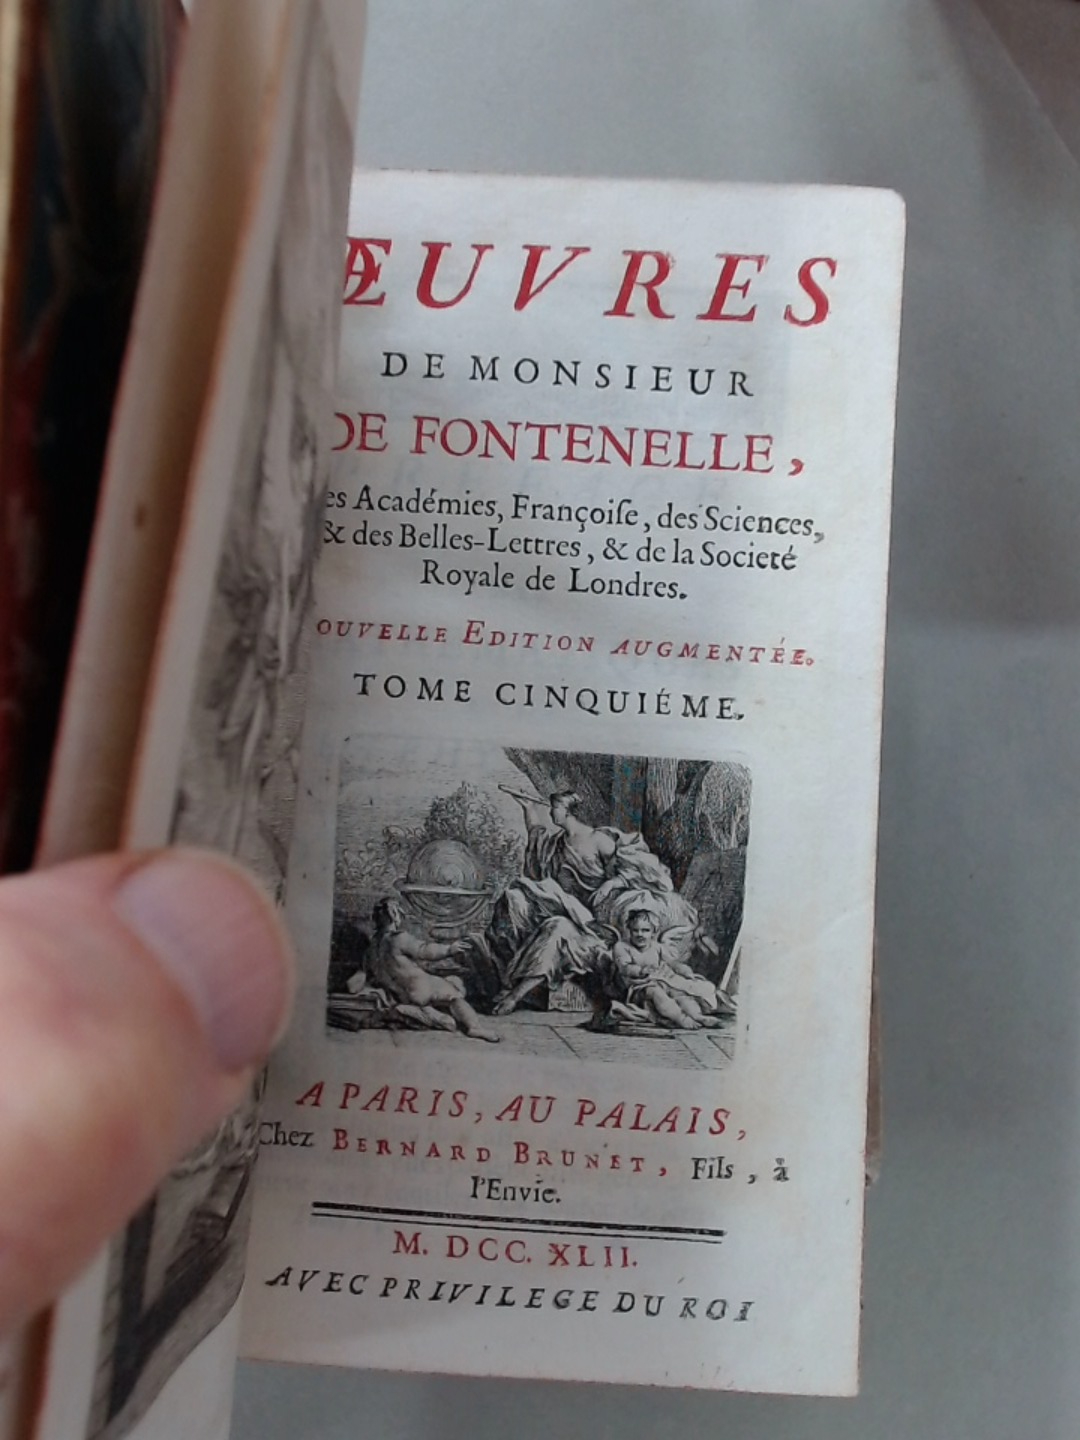 ŒUVRES
DE MONSIEUR
DE FONTENELLE,
es Académies, Françoiſe, des Sciences,
& des Belles-Lettres, & de la Societé
Royale de Londres.
OUVELLE EDITION AUGMENTÉE.
TOME CINQUIÉME.
A PARIS, AU PALAIS,
Chez BERNARD BRUNET, Fils, à
l'Envie.
M. DCC. XLII.
AVEC PRIVILEGE DU ROI